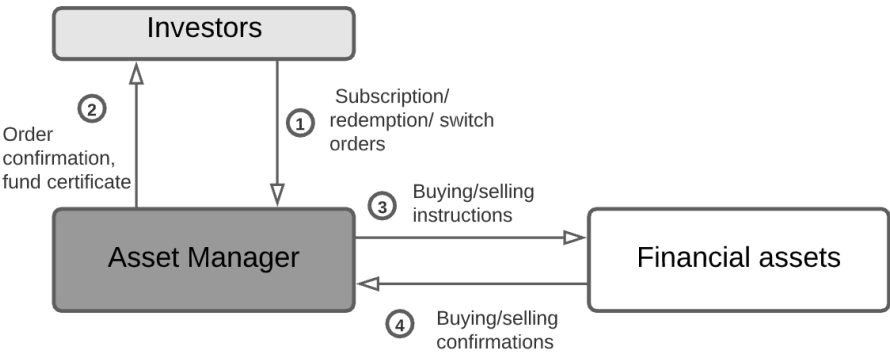 Investors
2
1
Subscription/
redemption/ switch
orders
Order
confirmation,
fund certificate
3
Buying/selling
instructions
Asset Manager
Financial assets
4
Buying/selling
confirmations